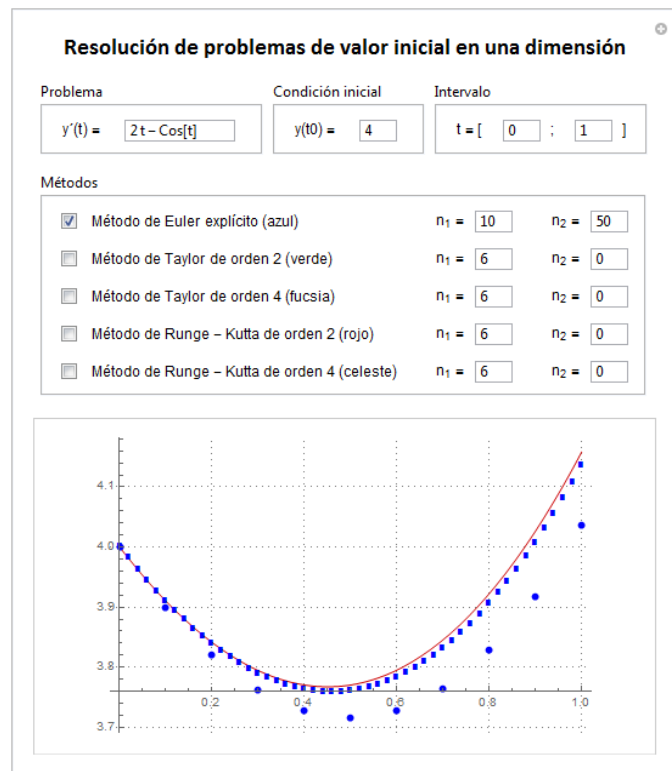 Resolución de problemas de valor inicial en una dimensión
Problema Condición inicial Intervalo
y´(t) = 2 t – Cos[t] y(t0) = 4 t = [ 0 ; 1 ]
Métodos
Método de Euler explícito (azul) n1 = 10 n2 = 50
Método de Taylor de orden 2 (verde) n1 = 6 n2 = 0
Método de Taylor de orden 4 (fucsia) n1 = 6 n2 = 0
Método de Runge – Kutta de orden 2 (rojo) n1 = 6 n2 = 0
Método de Runge – Kutta de orden 4 (celeste) n1 = 6 n2 = 0
4.1
4.0
3.9
3.8
0.2 0.4 0.6 0.8 1.0
3.7